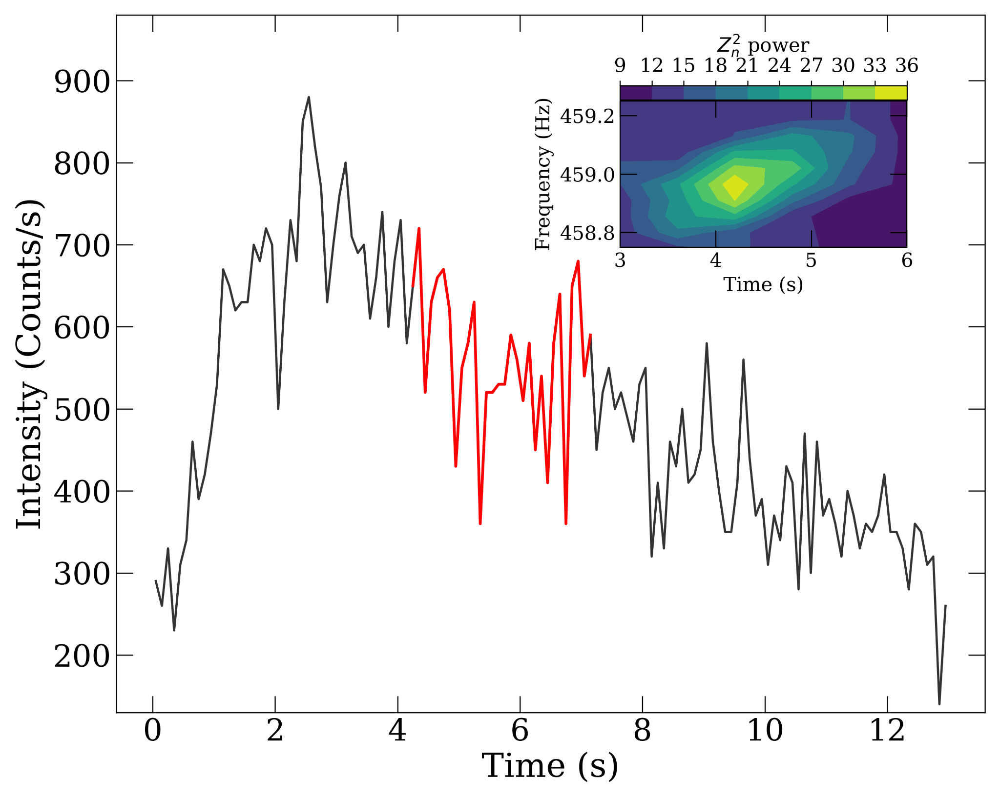 Z_n^2 power
9 12 15 18 21 24 27 30 33 36
Frequency (Hz)
459.2
459.0
458.8
3 4 5 6
Time (s)
Intensity (Counts/s)
900
800
700
600
500
400
300
200
0 2 4 6 8 10 12
Time (s)